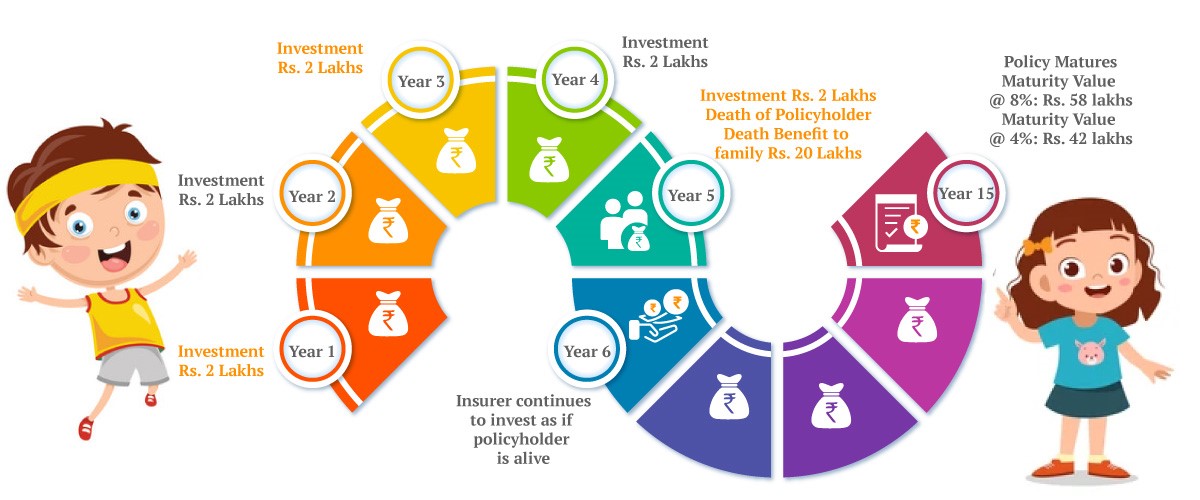 Investment
Rs. 2 Lakhs
Year 1
Investment
Rs. 2 Lakhs
Year 2
Investment
Rs. 2 Lakhs
Year 3
Investment
Rs. 2 Lakhs
Year 4
Investment Rs. 2 Lakhs
Death of Policyholder
Death Benefit to
family Rs. 20 Lakhs
Year 5
Year 6
Insurer continues
to invest as if
policyholder
is alive
Policy Matures
Maturity Value
@ 8%: Rs. 58 lakhs
Maturity Value
@ 4%: Rs. 42 lakhs
Year 15